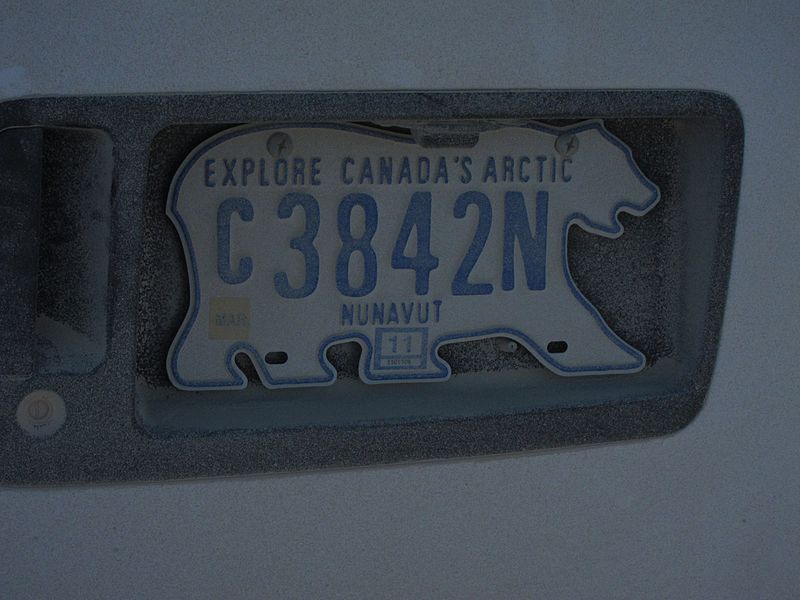 EXPLORE CANADA'S ARCTIC
C3842N
NUNAVUT
MAR
11